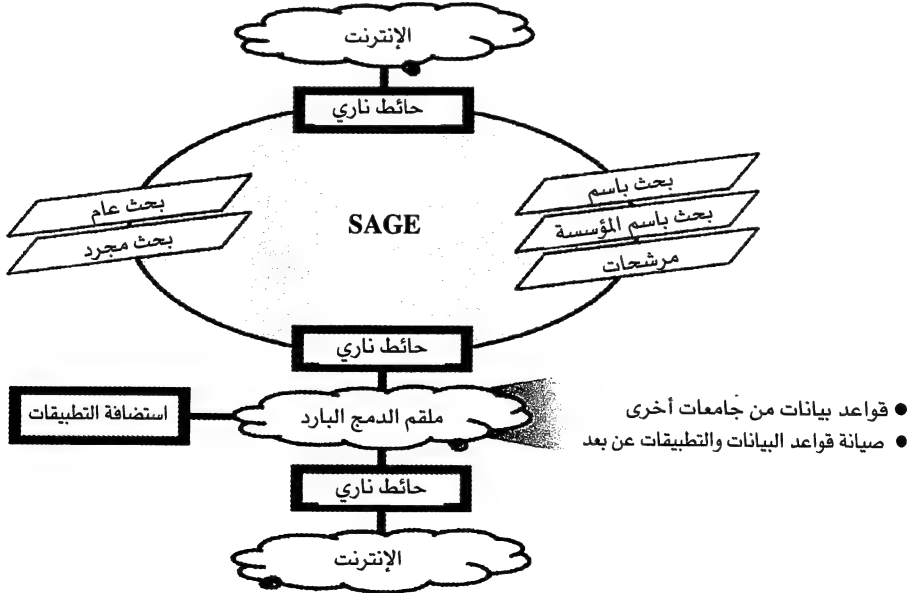 الإنترنت
حائط ناري
بحث باسم
بحث باسم المؤسسة
مرشحات
SAGE
بحث عام
بحث مجرد
حائط ناري
ملقم الدمج البارد
استضافة التطبيقات
● قواعد بيانات من جامعات أخرى
● صيانة قواعد البيانات والتطبيقات عن بعد
حائط ناري
الإنترنت